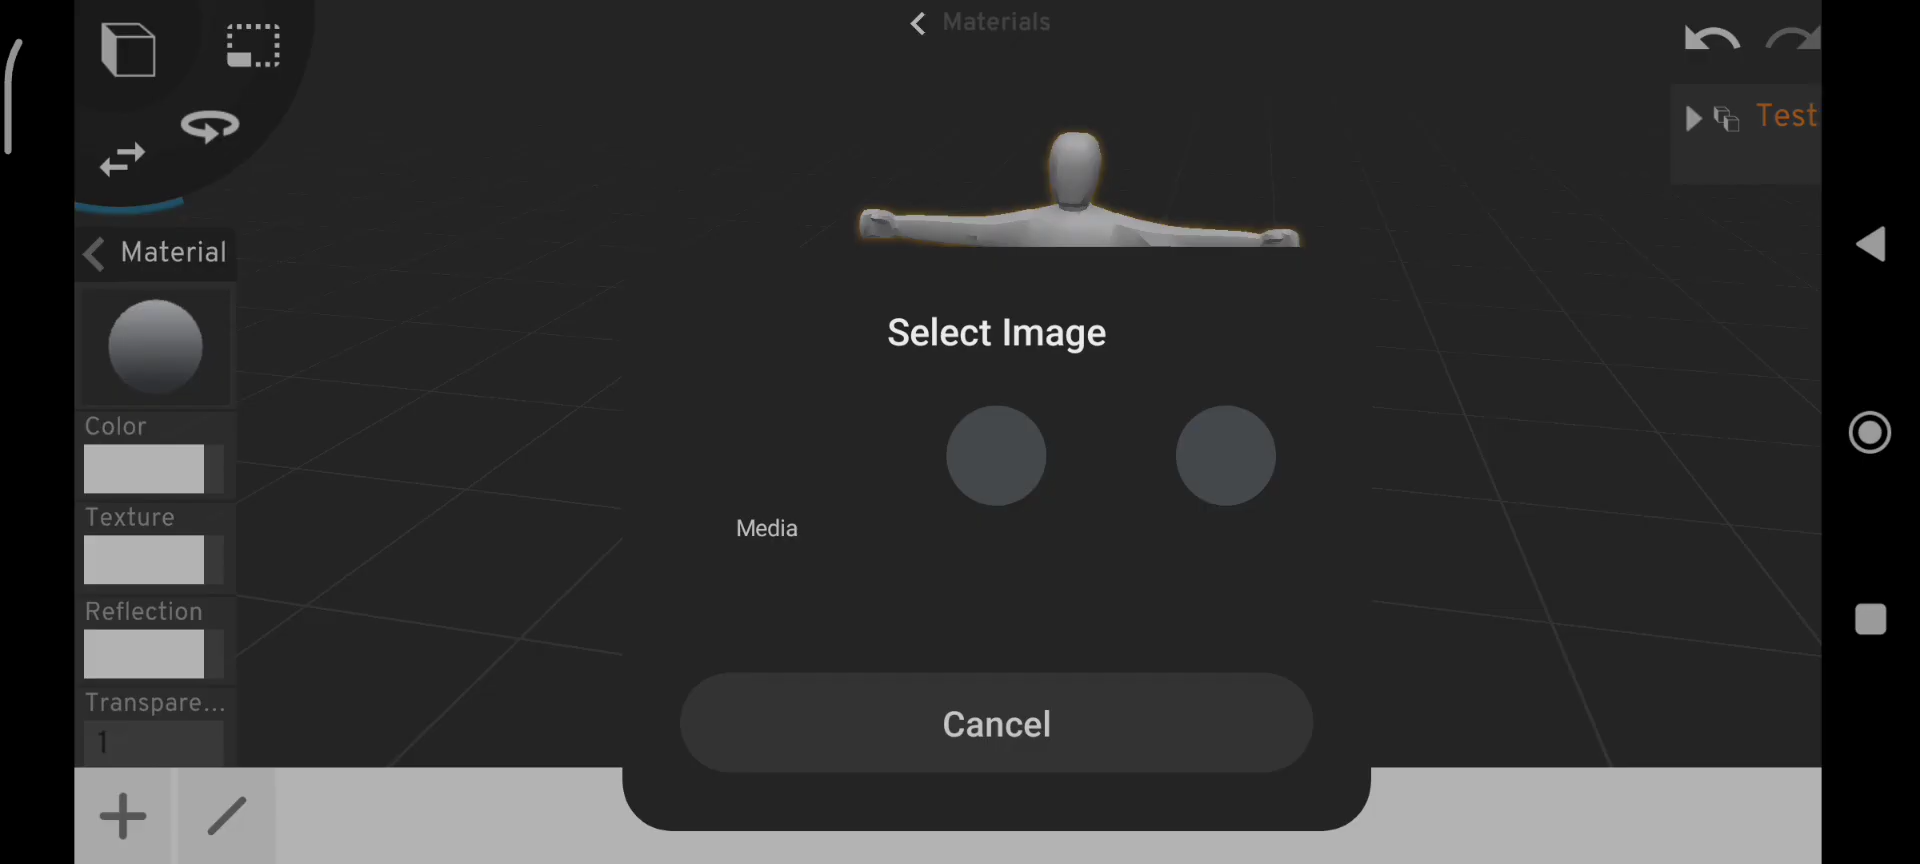 Materials
Test
Material
Select Image
Color
Texture
Media
Reflection
Transpare...
1
Cancel